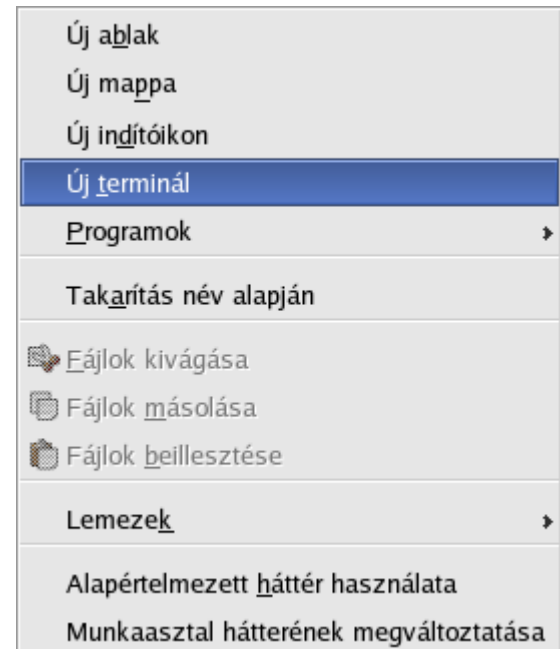 Új ablak
Új mappa
Új indítóikon
Új terminál
Programok
Takarítás név alapján
Fájlok kivágása
Fájlok másolása
Fájlok beillesztése
Lemezek
Alapértelmezett háttér használata
Munkaasztal hátterének megváltoztatása